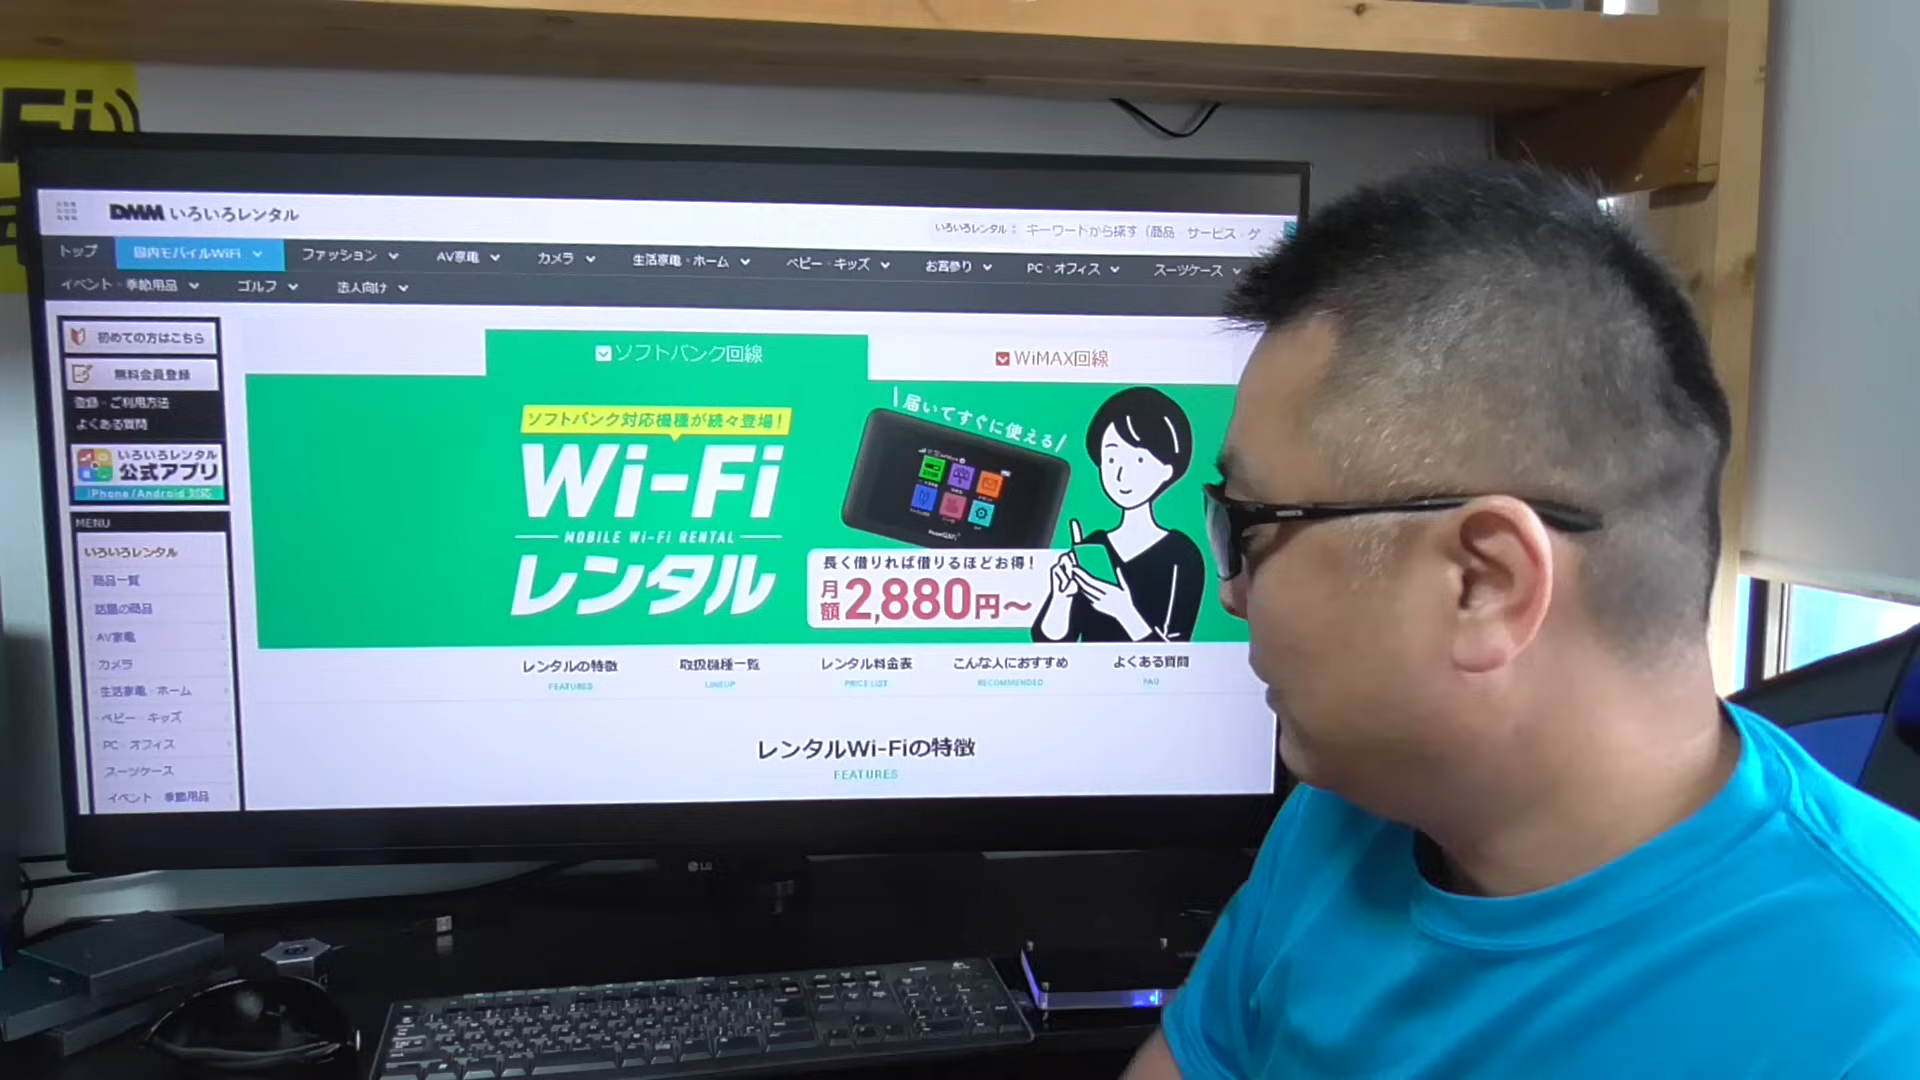 Fi
DMM いろいろレンタル
いろいろレンタル： キーワードから探す（商品・サービス・ゲ
トップ
国内モバイルWiFi
ファッション
AV家電
カメラ
生活家電・ホーム
ベビー・キッズ
お宮参り
PC・オフィス
スーツケース
イベント・季節用品
ゴルフ
法人向け
初めての方はこちら
無料会員登録
登録・ご利用方法
よくある質問
いろいろレンタル
公式アプリ
iPhone/Android 対応
MENU
いろいろレンタル
商品一覧
話題の商品
AV家電
カメラ
生活家電・ホーム
ベビー・キッズ
PC・オフィス
スーツケース
イベント・季節用品
ソフトバンク回線
WiMAX回線
ソフトバンク対応機種が続々登場！
Wi-Fi
MOBILE Wi-Fi RENTAL
レンタル
届いてすぐに使える
長く借りれば借りるほどお得！
月額2,880円〜
レンタルの特徴
FEATURES
取扱機種一覧
LINEUP
レンタル料金表
PRICE LIST
こんな人におすすめ
RECOMMENDED
よくある質問
FAQ
レンタルWi-Fiの特徴
FEATURES
LG